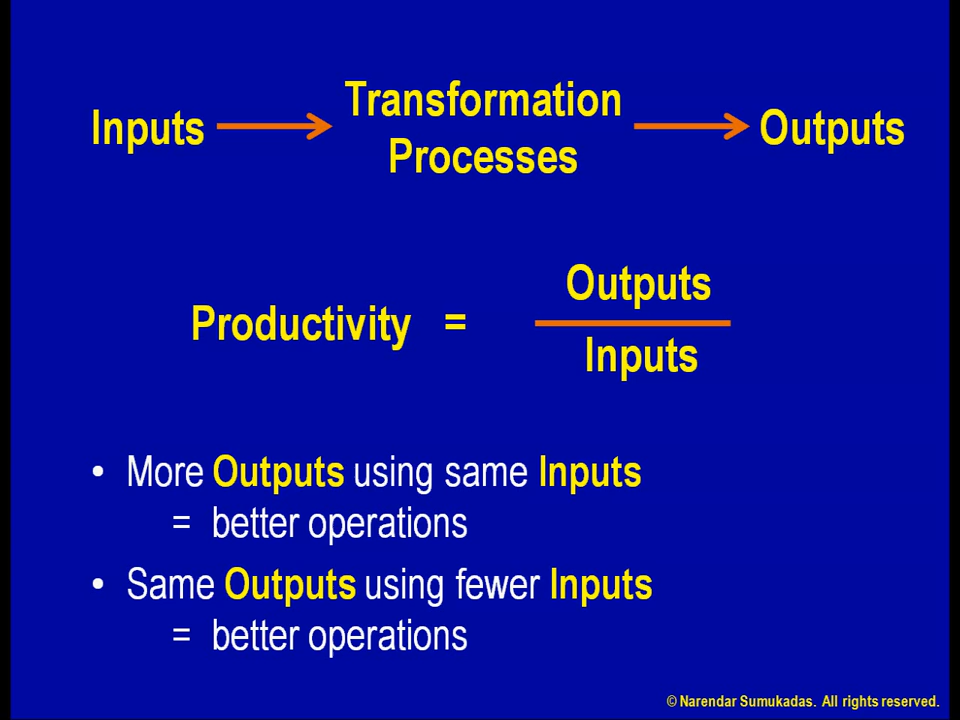 Inputs → Transformation Processes → Outputs
Productivity = Outputs / Inputs
• More Outputs using same Inputs
= better operations
• Same Outputs using fewer Inputs
= better operations
© Narendar Sumukadas. All rights reserved.